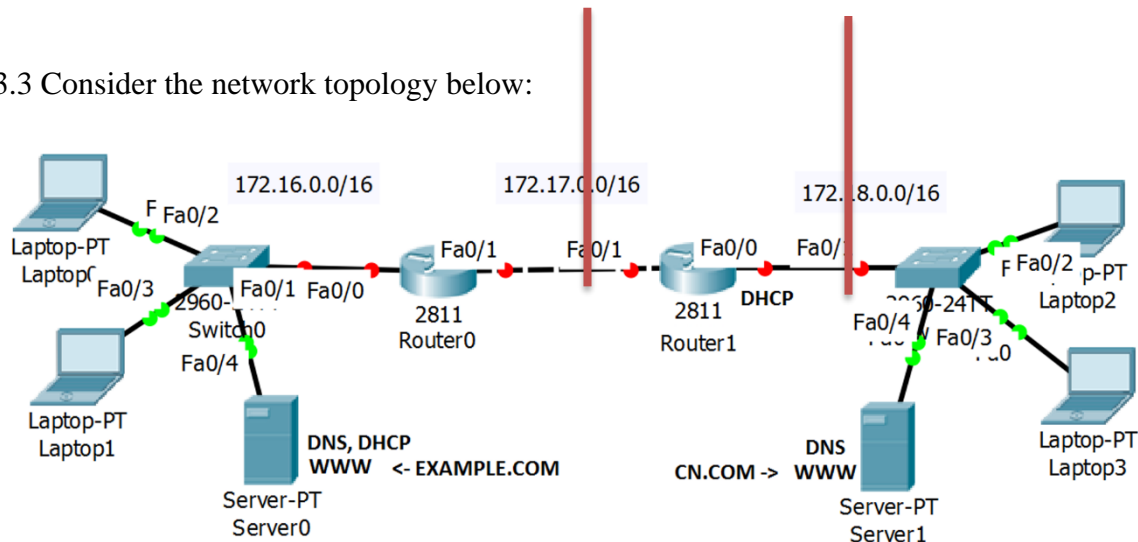 3.3 Consider the network topology below:
172.16.0.0/16
172.17.0.0/16
172.18.0.0/16
Fa0/2
Laptop-PT
Fa0/3
Fa0/1
Fa0/0
Switch0
Fa0/4
Laptop-PT
Laptop1
DNS, DHCP
WWW <- EXAMPLE.COM
Server-PT
Server0
Fa0/1
2811
Router0
Fa0/1
Fa0/0
2811
Router1
DHCP
Fa0/2
Laptop2
Fa0/4
Fa0/3
DNS
CN.COM -> WWW
Server-PT
Server1
Laptop-PT
Laptop3